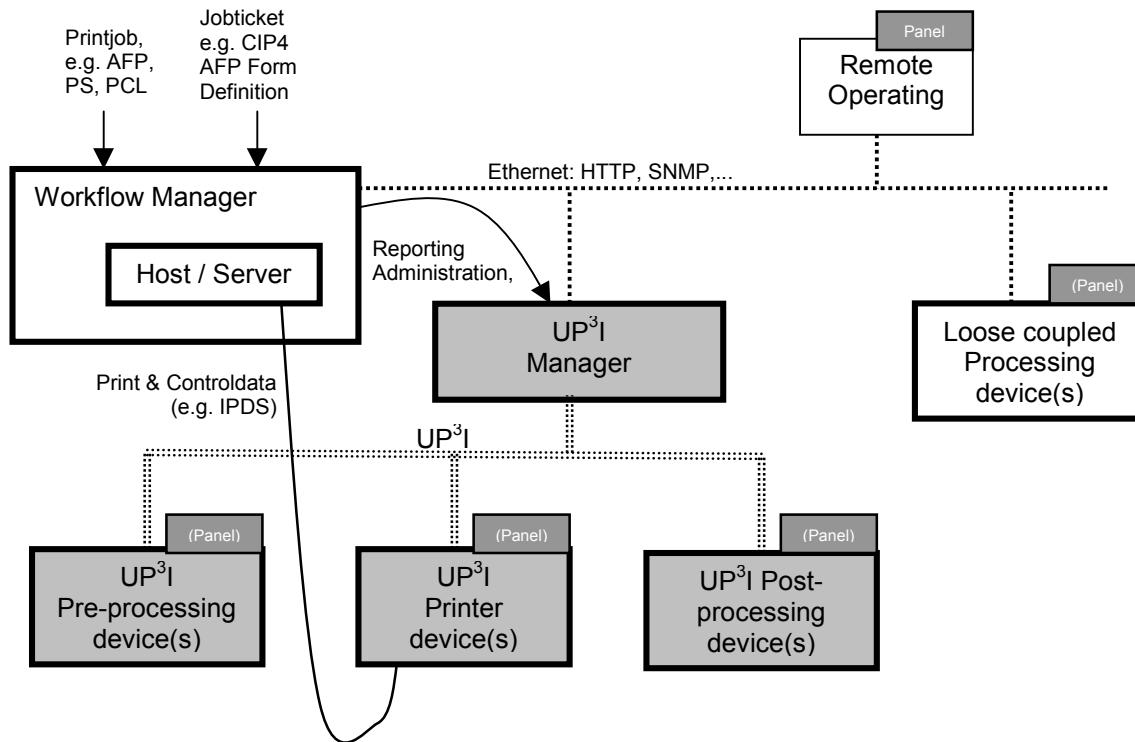 Printjob,
e.g. AFP,
PS, PCL
Jobticket
e.g. CIP4
AFP Form
Definition
Panel
Remote
Operating
Ethernet: HTTP, SNMP,...
Workflow Manager
Host / Server
Reporting
Administration,
UP³I
Manager
(Panel)
Loose coupled
Processing
device(s)
Print & Controldata
(e.g. IPDS)
UP³I
(Panel)
UP³I
Pre-processing
device(s)
(Panel)
UP³I
Printer
device(s)
(Panel)
UP³I Post-
processing
device(s)